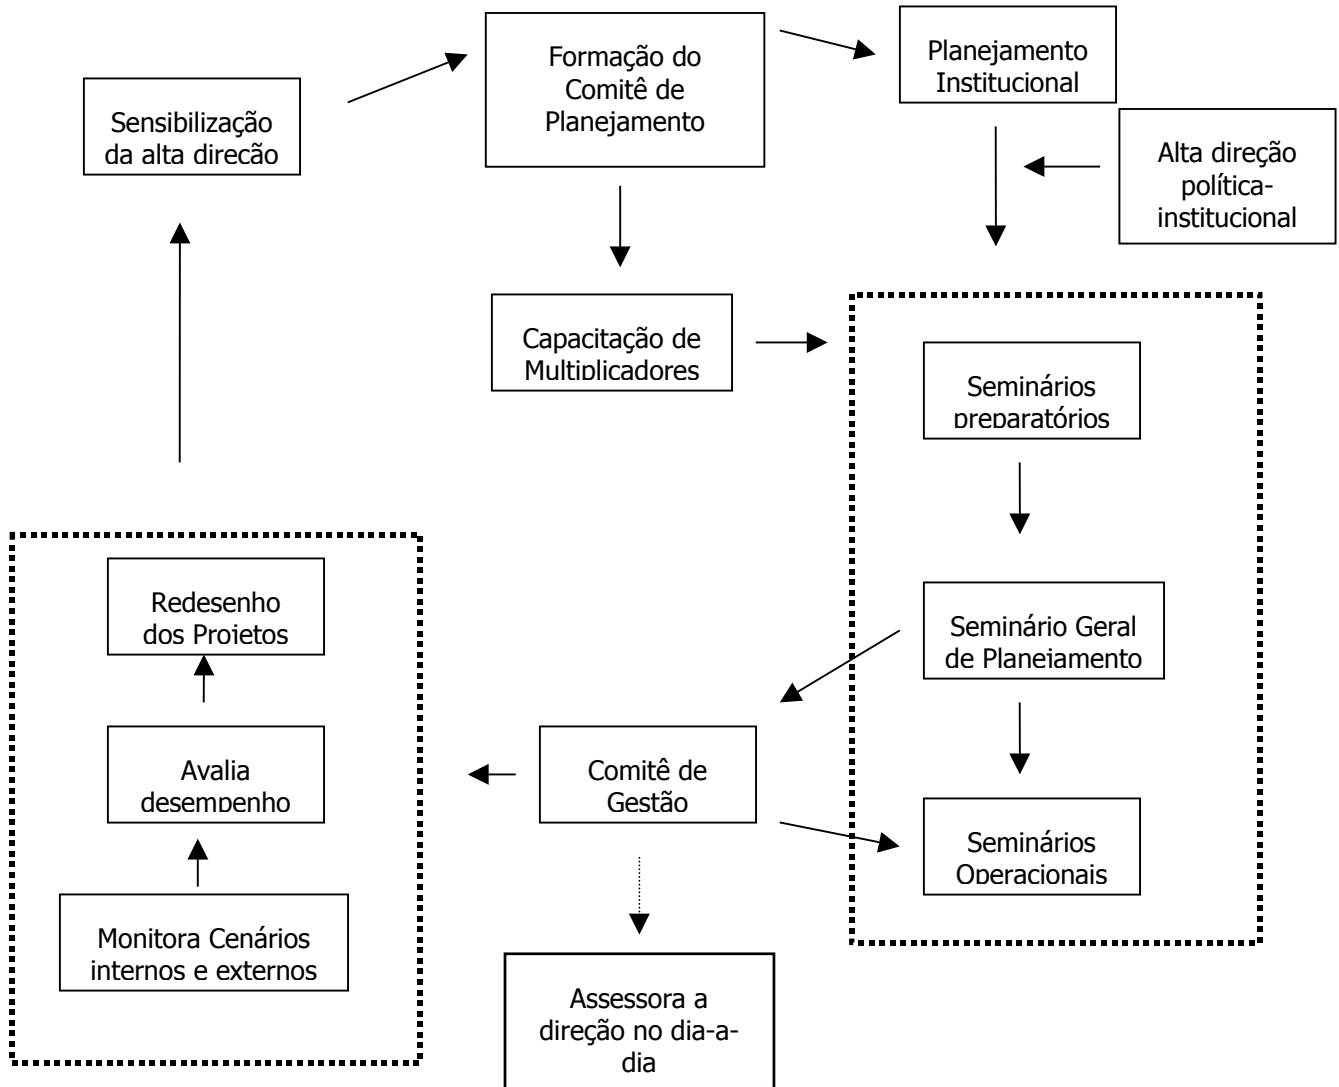 Formação do
Comitê de
Planejamento
Planejamento
Institucional
Sensibilização
da alta direcão
Alta direção
política-
institucional
Capacitação de
Multiplicadores
Seminários
preparatórios
Redesenho
dos Projetos
Seminário Geral
de Planejamento
Avalia
desempenho
Comitê de
Gestão
Seminários
Operacionais
Monitora Cenários
internos e externos
Assessora a
direção no dia-a-
dia